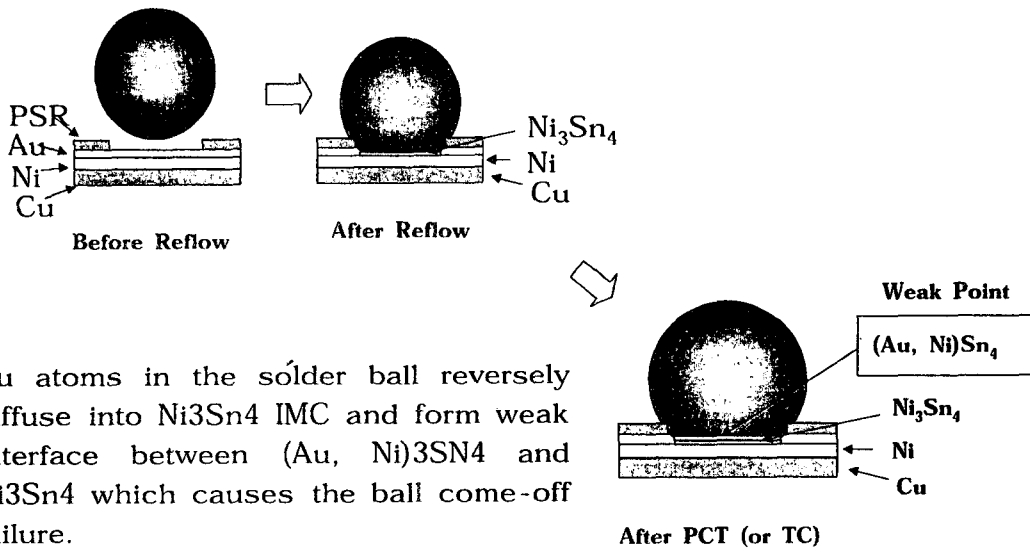 PSR
Au
Ni
Cu
Before Reflow
Ni3Sn4
Ni
Cu
After Reflow
Weak Point
(Au, Ni)Sn4
Ni3Sn4
Ni
Cu
After PCT (or TC)
u atoms in the solder ball reversely
ffuse into Ni3Sn4 IMC and form weak
terface between (Au, Ni)3SN4 and
i3Sn4 which causes the ball come-off
ilure.